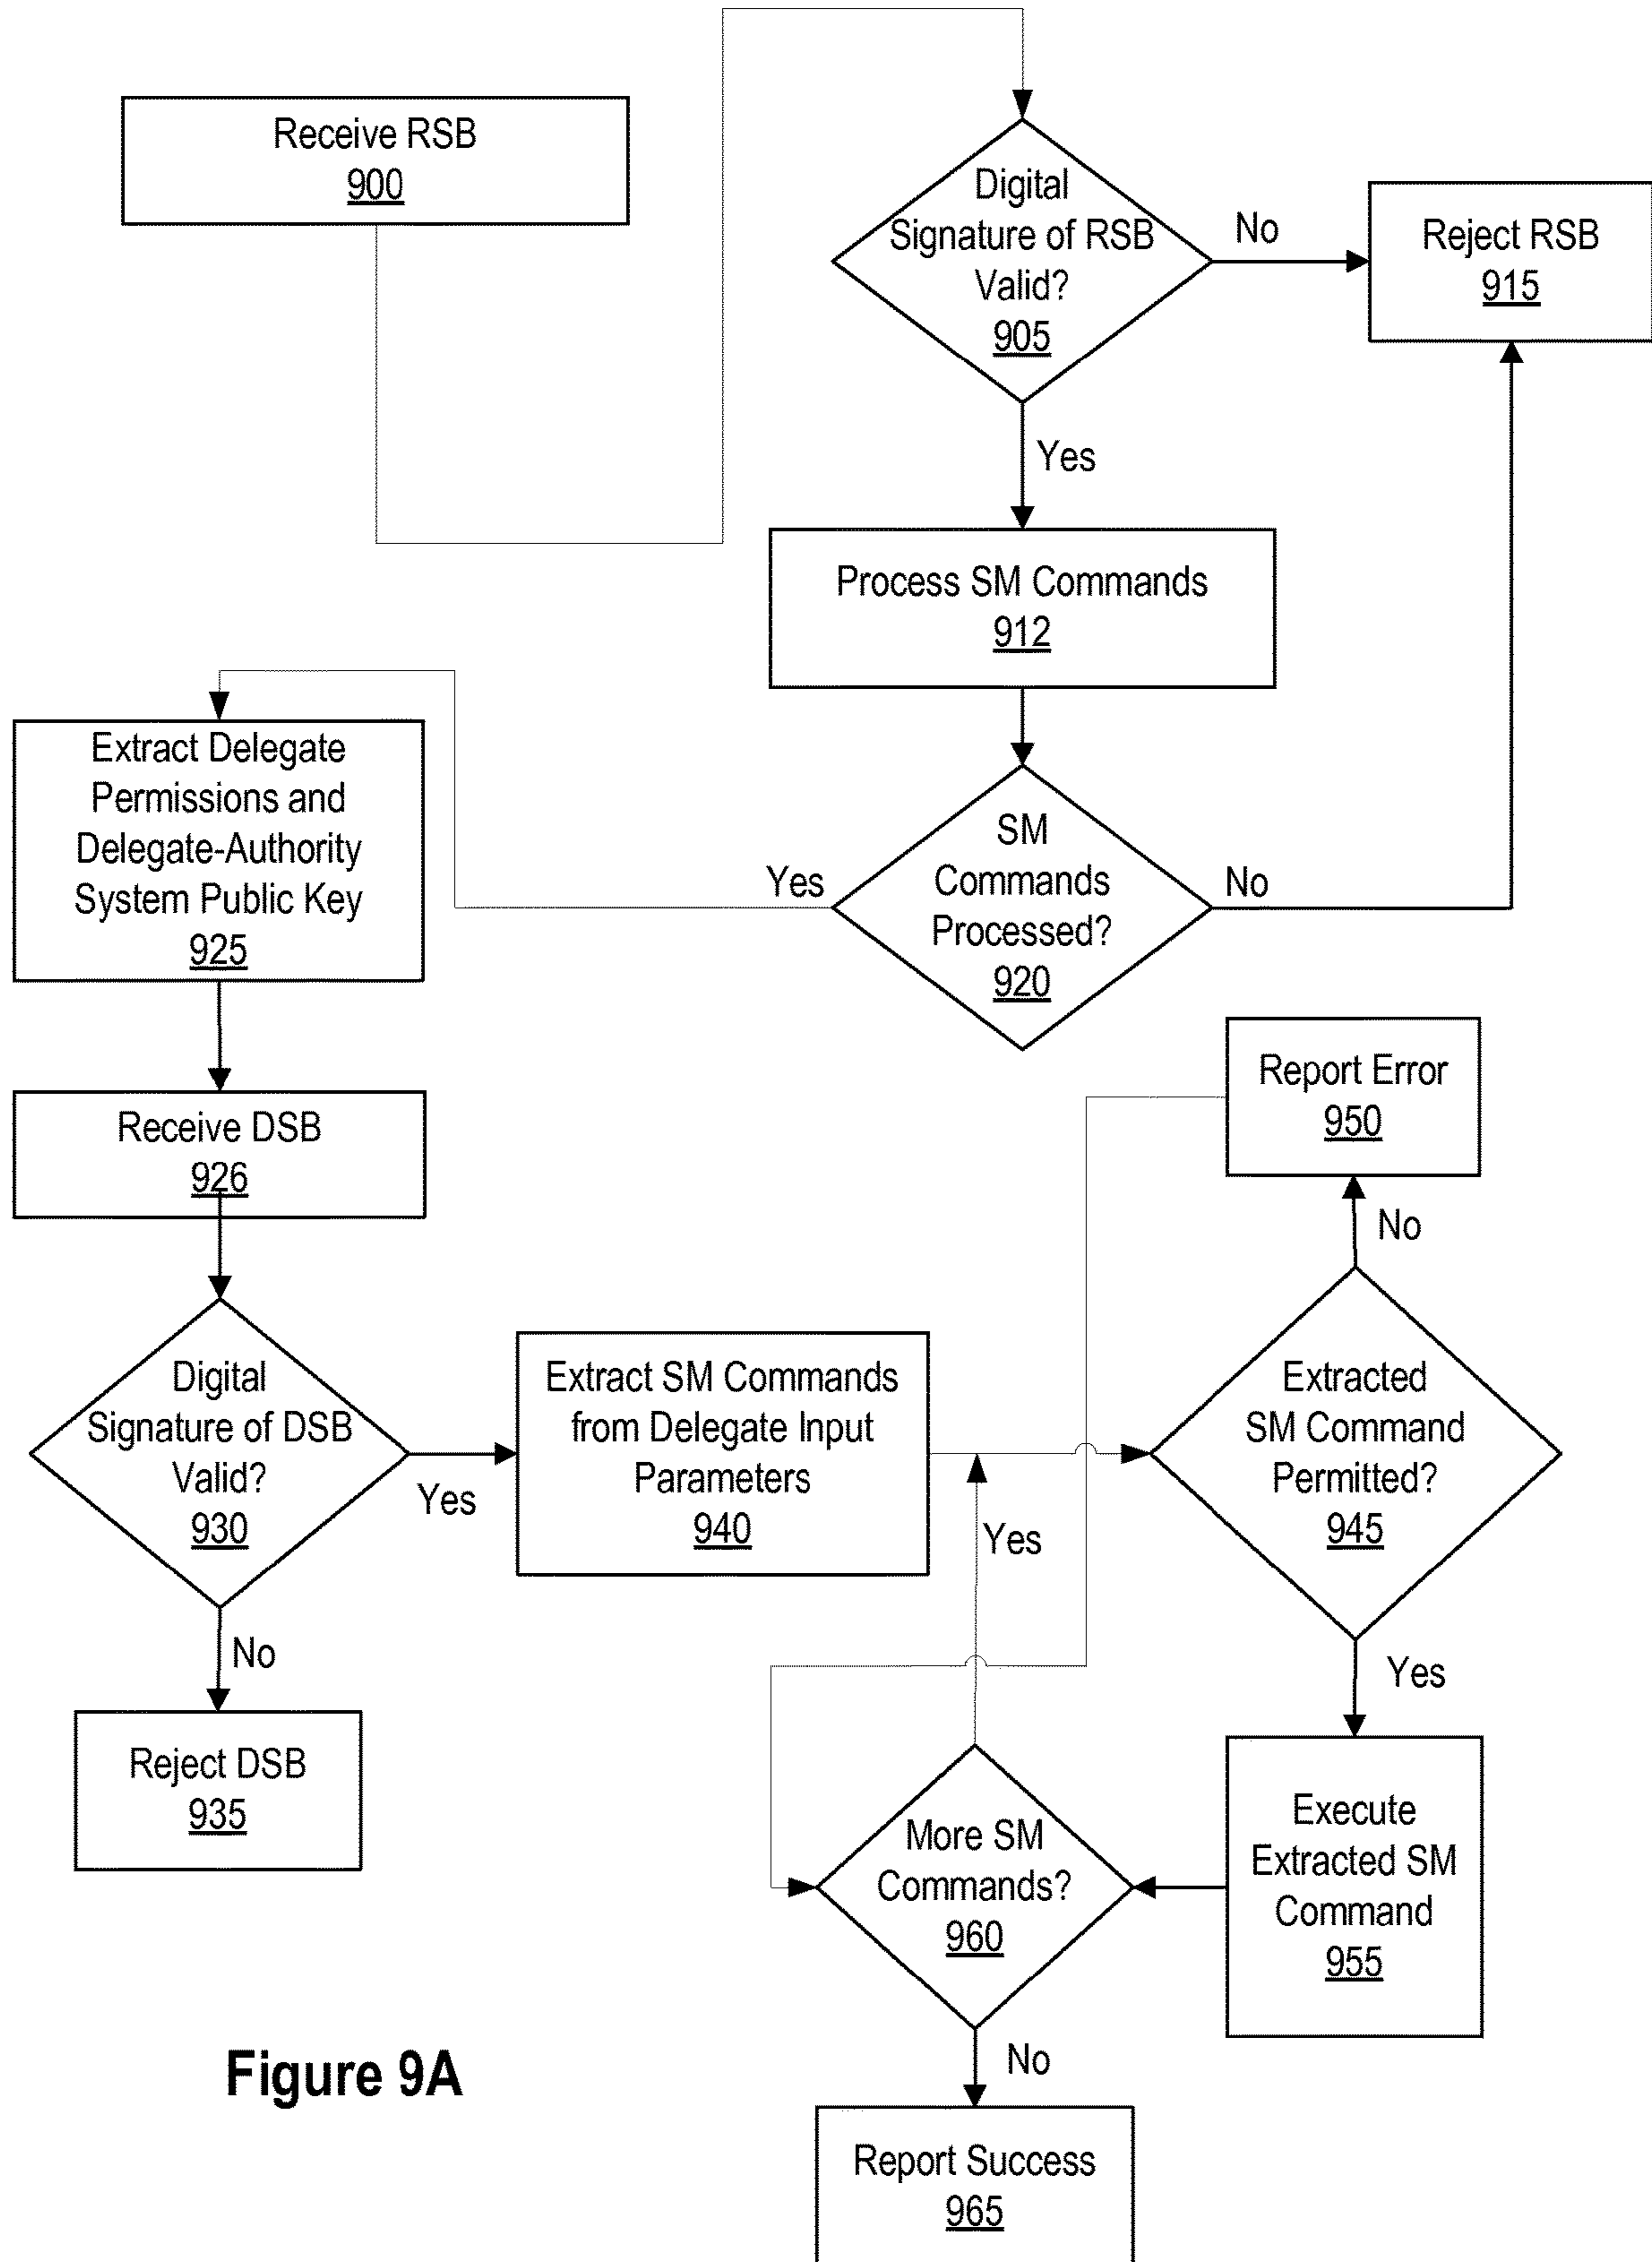 Receive RSB
900
Digital
Signature of RSB
Valid?
905
No
Reject RSB
915
Yes
Process SM Commands
912
SM
Commands
Processed?
920
Yes
No
Extract Delegate
Permissions and
Delegate-Authority
System Public Key
925
Receive DSB
926
Report Error
950
No
Digital
Signature of DSB
Valid?
930
Yes
Extract SM Commands
from Delegate Input
Parameters
940
Yes
Extracted
SM Command
Permitted?
945
No
Yes
Reject DSB
935
More SM
Commands?
960
Execute
Extracted SM
Command
955
No
Report Success
965
Figure 9A